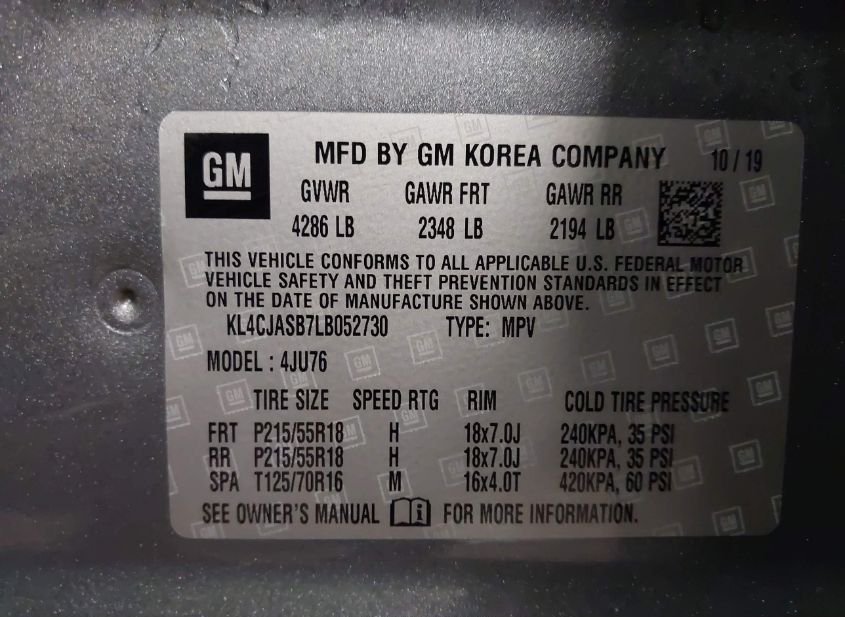 GM MFD BY GM KOREA COMPANY 10/19
GVWR GAWR FRT GAWR RR
4286 LB 2348 LB 2194 LB
THIS VEHICLE CONFORMS TO ALL APPLICABLE U.S. FEDERAL MOTOR
VEHICLE SAFETY AND THEFT PREVENTION STANDARDS IN EFFECT
ON THE DATE OF MANUFACTURE SHOWN ABOVE.
KL4CJASB7LB052730 TYPE: MPV
MODEL : 4JU76
TIRE SIZE SPEED RTG RIM COLD TIRE PRESSURE
FRT P215/55R18 H 18x7.0J 240KPA, 35 PSI
RR P215/55R18 H 18x7.0J 240KPA, 35 PSI
SPA T125/70R16 M 16x4.0T 420KPA, 60 PSI
SEE OWNER'S MANUAL i FOR MORE INFORMATION.